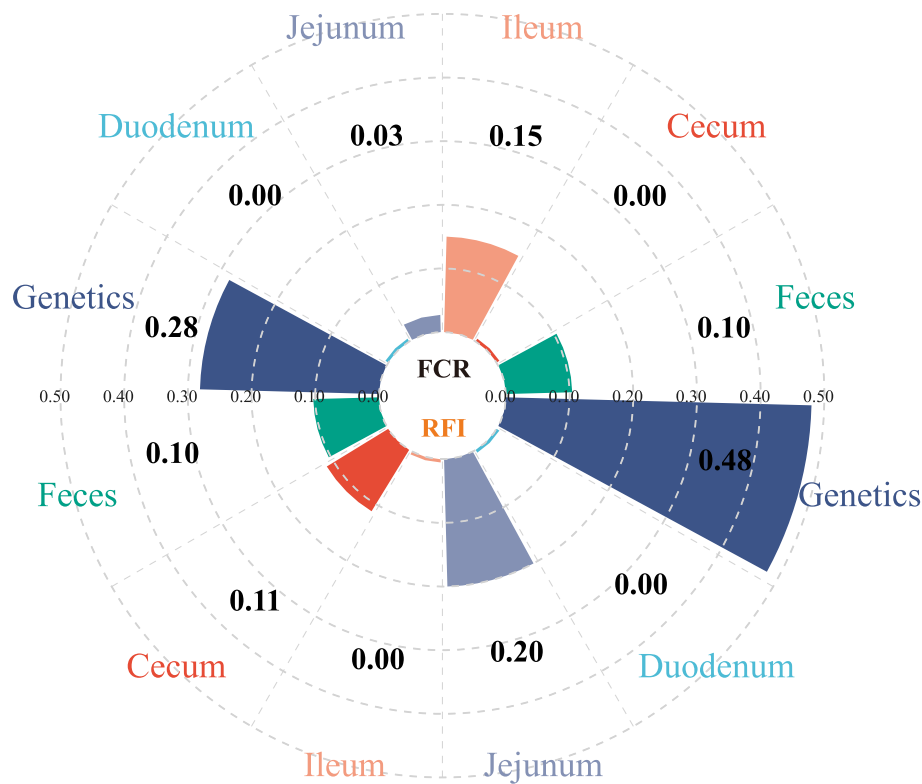 Jejunum Ileum
Duodenum Cecum
0.03 0.15
0.00 0.00
Genetics Feces
0.28 0.10
FCR
0.50 0.40 0.30 0.20 0.10 0.00 0.00 0.10 0.20 0.30 0.40 0.50
RFI
0.10 0.48
Feces Genetics
0.11 0.00
0.00 0.20
Cecum Duodenum
Ileum Jejunum